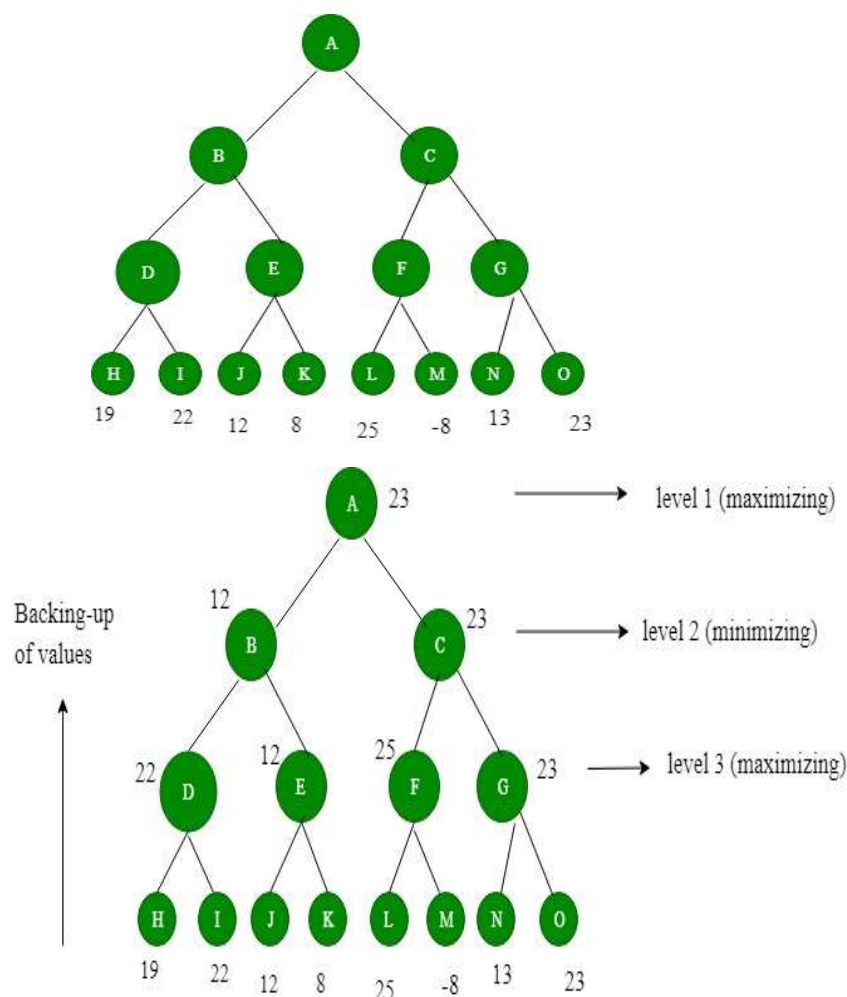 A
B C
D E F G
H I J K L M N O
19 22 12 8 25 -8 13 23
A 23 level 1 (maximizing)
Backing-up
of values
12 B 23 C level 2 (minimizing)
22 D 12 E 25 F G 23 level 3 (maximizing)
H I J K L M N O
19 22 12 8 25 -8 13 23